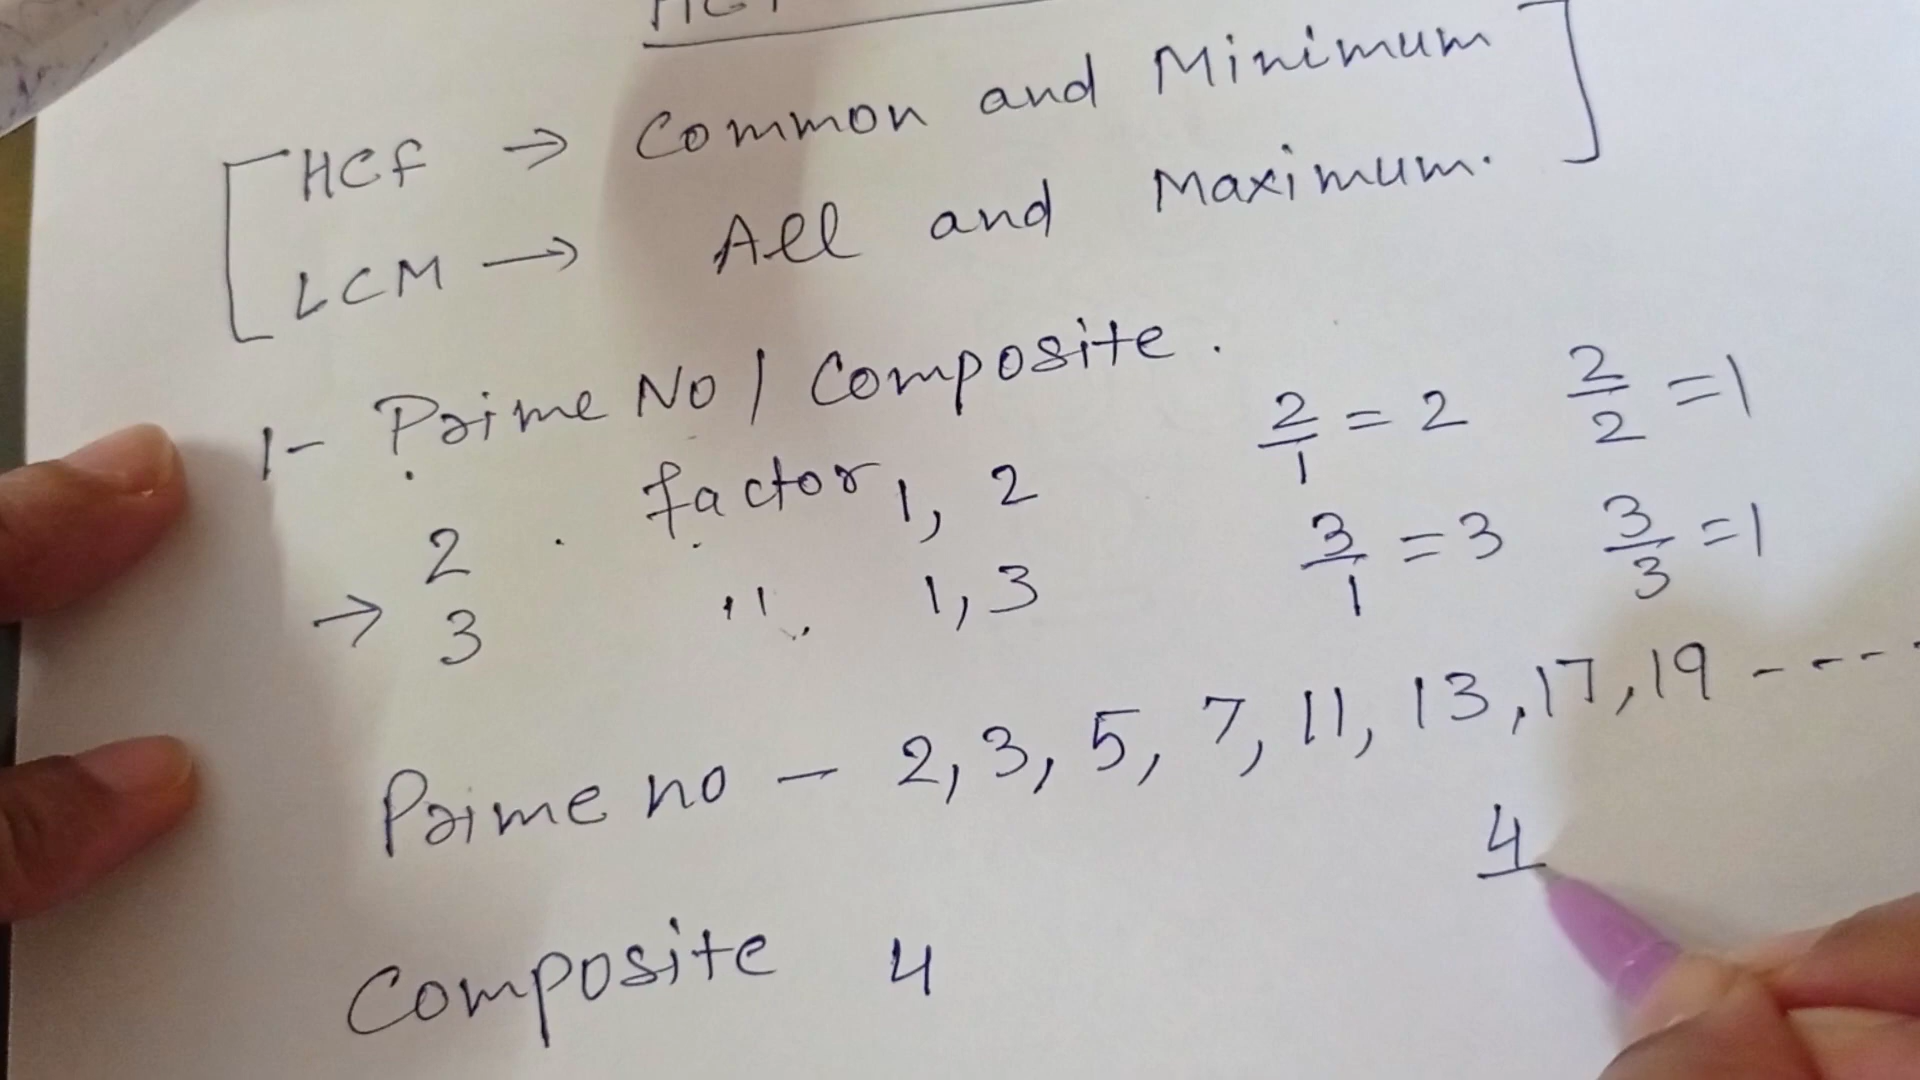 HCf → Common and Minimum
LCM → All and Maximum.
1- Prime No / Composite.
2 . factor 1, 2 2/1 = 2 2/2 = 1
→ 3 " 1, 3 3/1 = 3 3/3 = 1
Prime no - 2, 3, 5, 7, 11, 13, 17, 19 ----
4
Composite 4